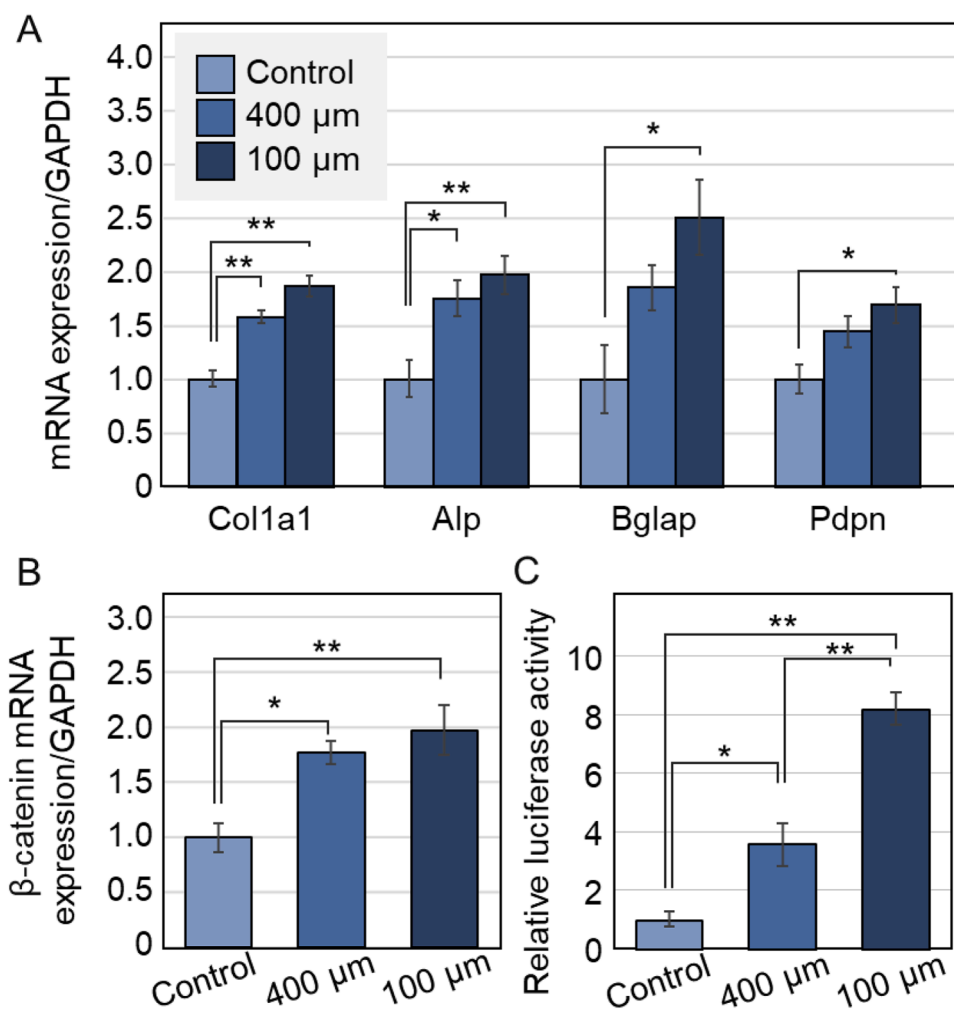 A
mRNA expression/GAPDH
4.0
3.5
3.0
2.5
2.0
1.5
1.0
0.5
0
Control
400 µm
100 µm
** ** * ** * *
Col1a1 Alp Bglap Pdpn
B
β-catenin mRNA
expression/GAPDH
3.0
2.5
2.0
1.5
1.0
0.5
0
**
*
Control 400 µm 100 µm
C
Relative luciferase activity
10
8
6
4
2
0
**
**
*
Control 400 µm 100 µm